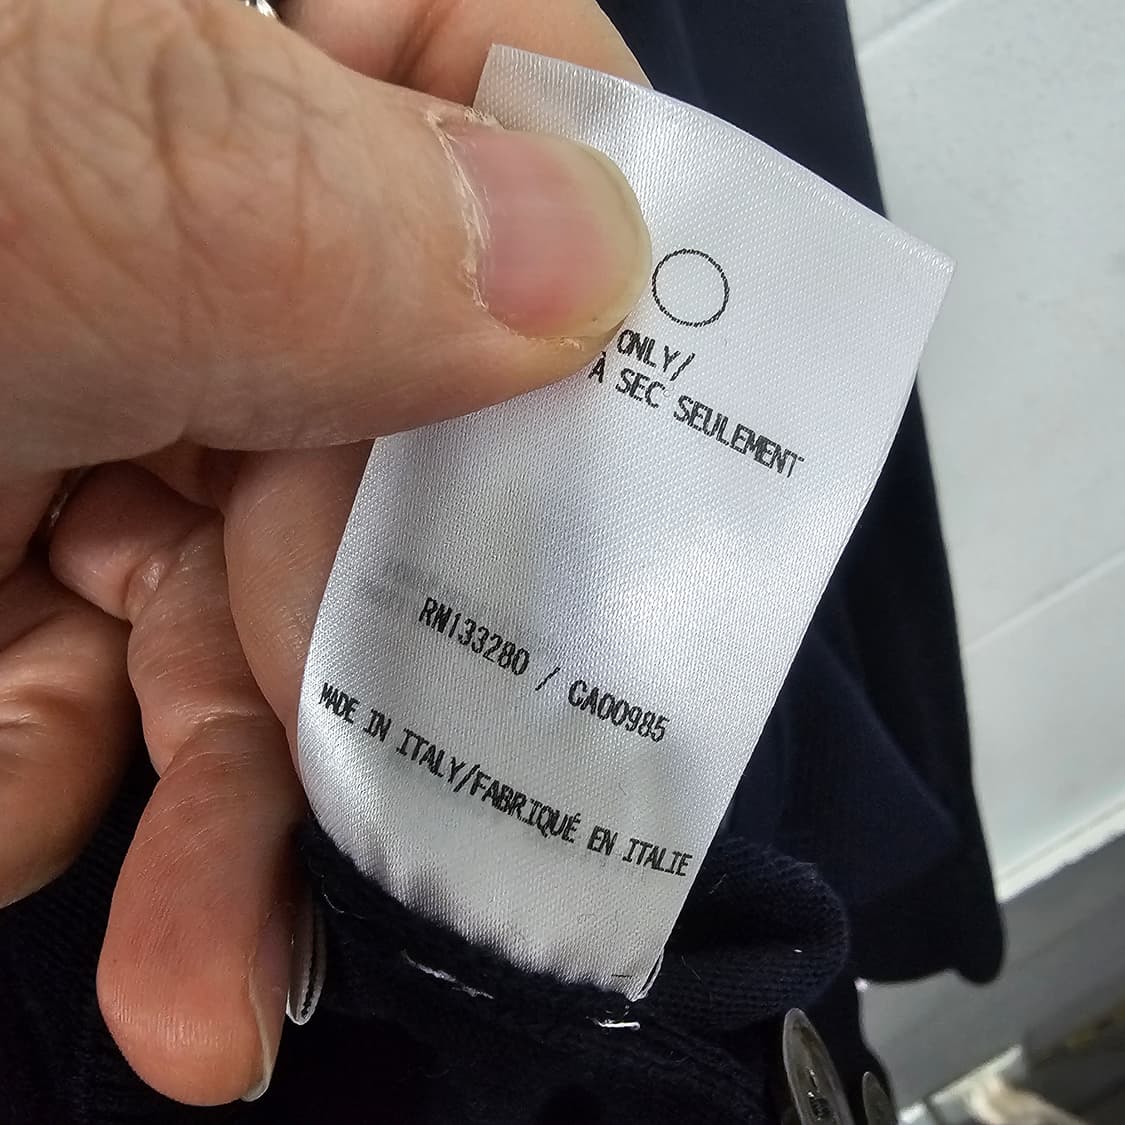 ONLY/
À SEC SEULEMENT
RN133280 / CA00985
MADE IN ITALY/FABRIQUÉ EN ITALIE